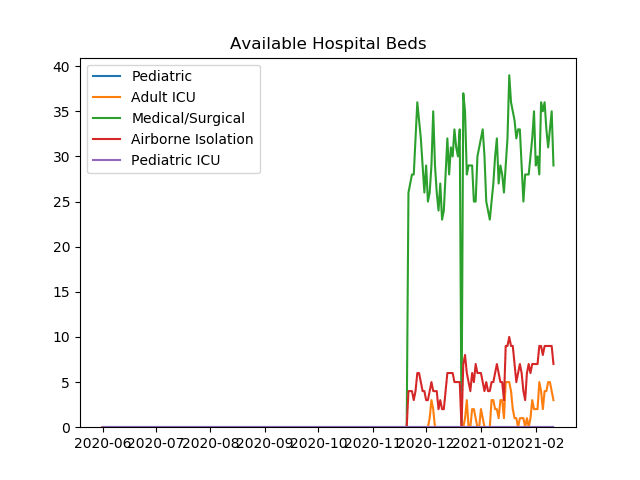 Available Hospital Beds
40
35
30
25
20
15
10
5
0
Pediatric
Adult ICU
Medical/Surgical
Airborne Isolation
Pediatric ICU
2020-06 2020-07 2020-08 2020-09 2020-10 2020-11 2020-12 2021-01 2021-02